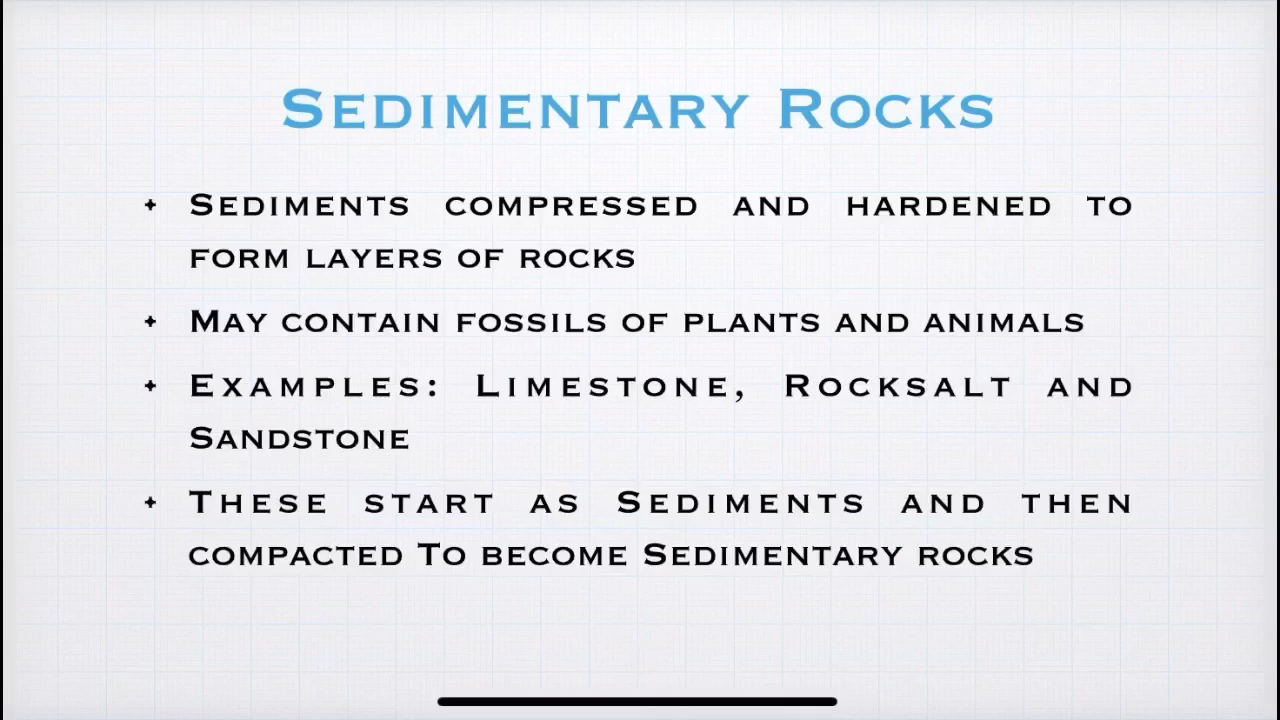 Sedimentary Rocks
Sediments compressed and hardened to
form layers of rocks
May contain fossils of plants and animals
Examples: Limestone, Rocksalt and
Sandstone
These start as Sediments and then
compacted To become Sedimentary rocks